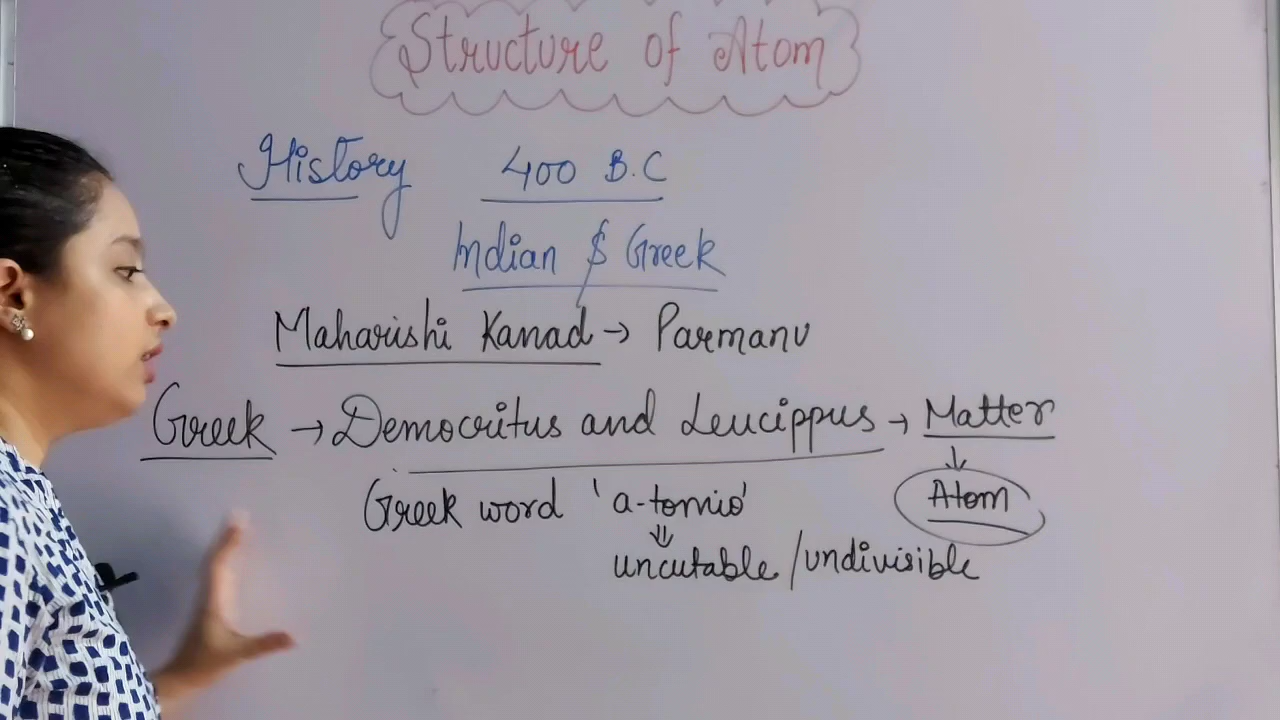 Structure of Atom
History 400 B.C
Indian $ Greek
Maharishi Kanad → Parmanu
Greek → Democritus and Leucippus → Matter
↓
Atom
Greek word 'a-tomio'
⇓
uncutable/undivisible